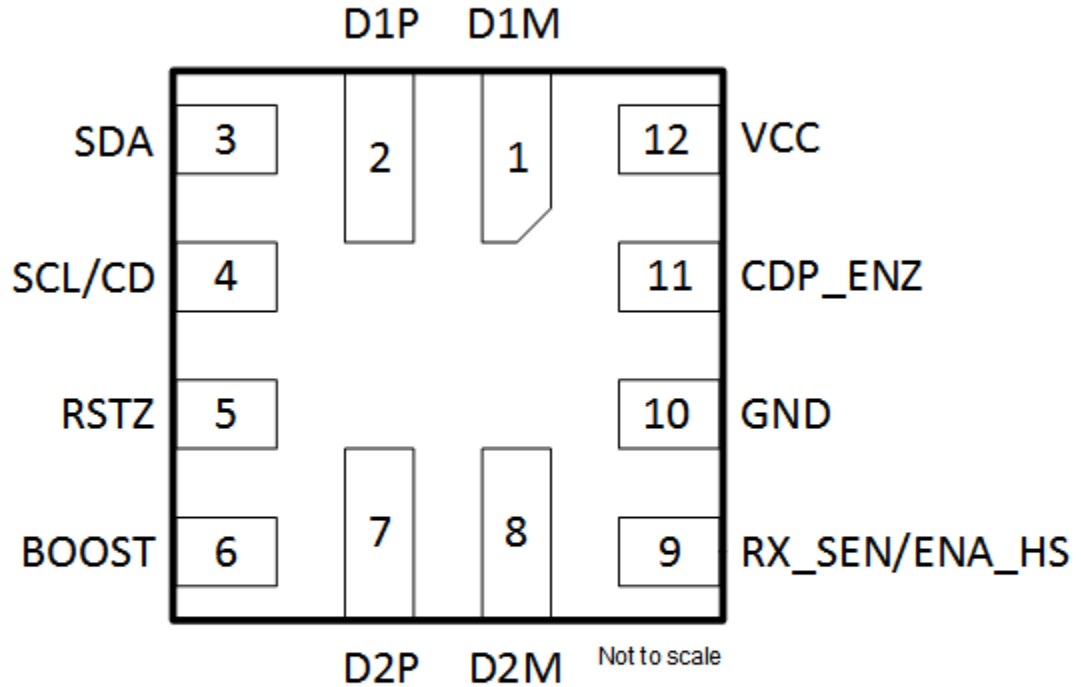 D1P D1M
SDA 3 2 1 12 VCC
SCL/CD 4 11 CDP_ENZ
RSTZ 5 10 GND
BOOST 6 7 8 9 RX_SEN/ENA_HS
D2P D2M Not to scale